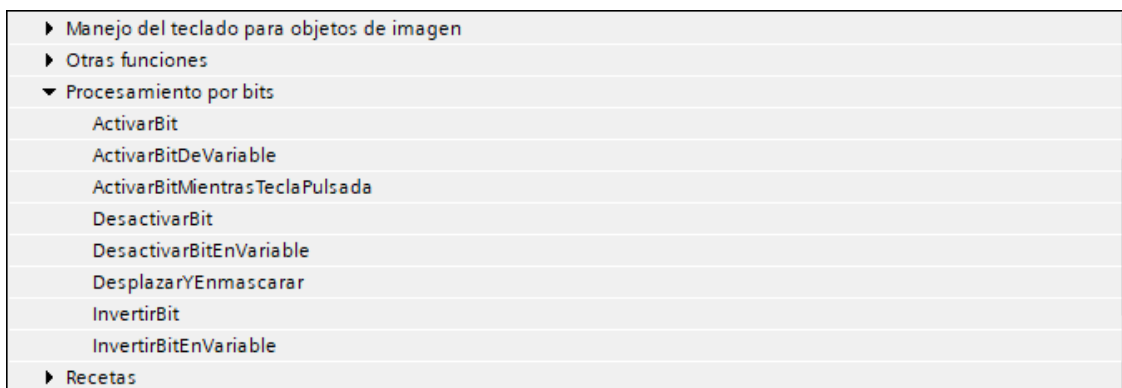 Manejo del teclado para objetos de imagen
Otras funciones
Procesamiento por bits
ActivarBit
ActivarBitDeVariable
ActivarBitMientrasTeclaPulsada
DesactivarBit
DesactivarBitEnVariable
DesplazarYEnmascarar
InvertirBit
InvertirBitEnVariable
Recetas